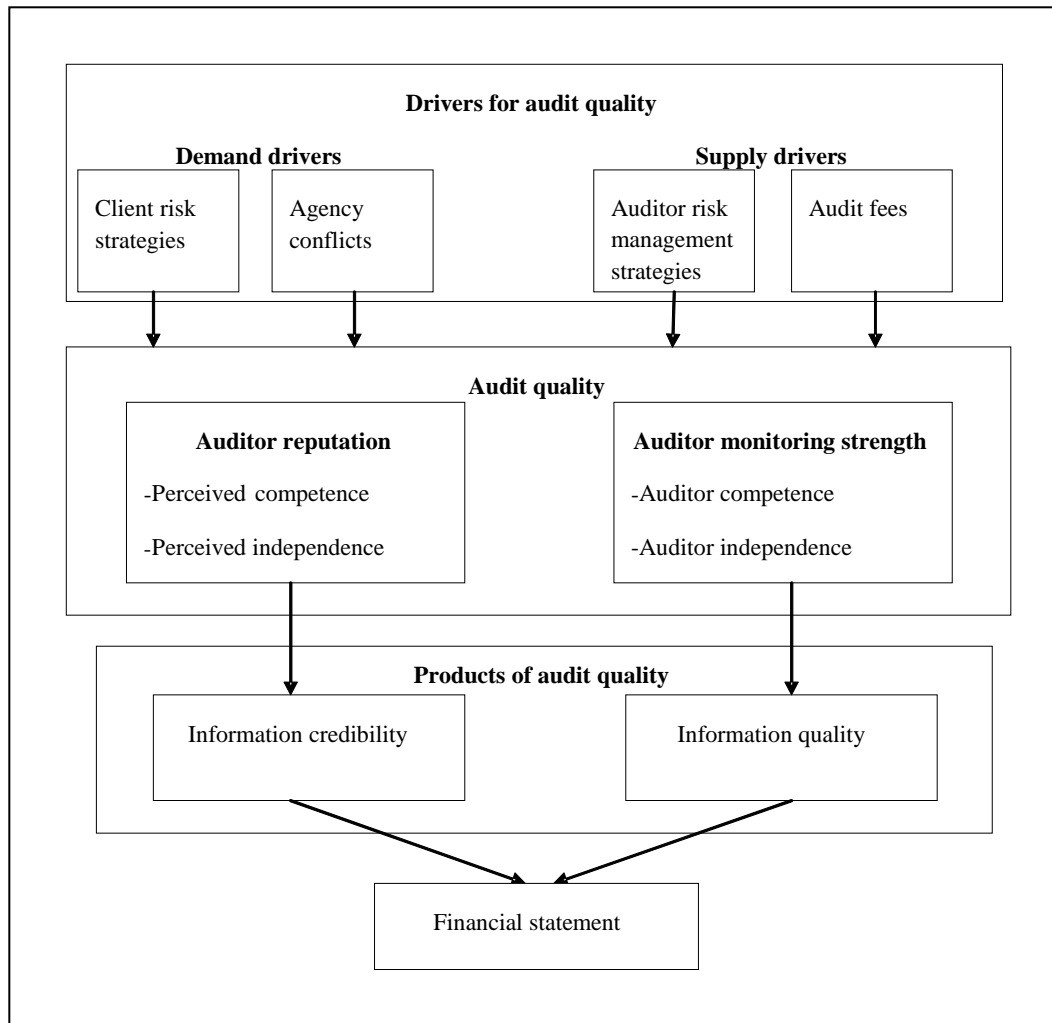 Drivers for audit quality
Demand drivers
Supply drivers
Client risk
strategies
Agency
conflicts
Auditor risk
management
strategies
Audit fees
Audit quality
Auditor reputation
-Perceived competence
-Perceived independence
Auditor monitoring strength
-Auditor competence
-Auditor independence
Products of audit quality
Information credibility
Information quality
Financial statement